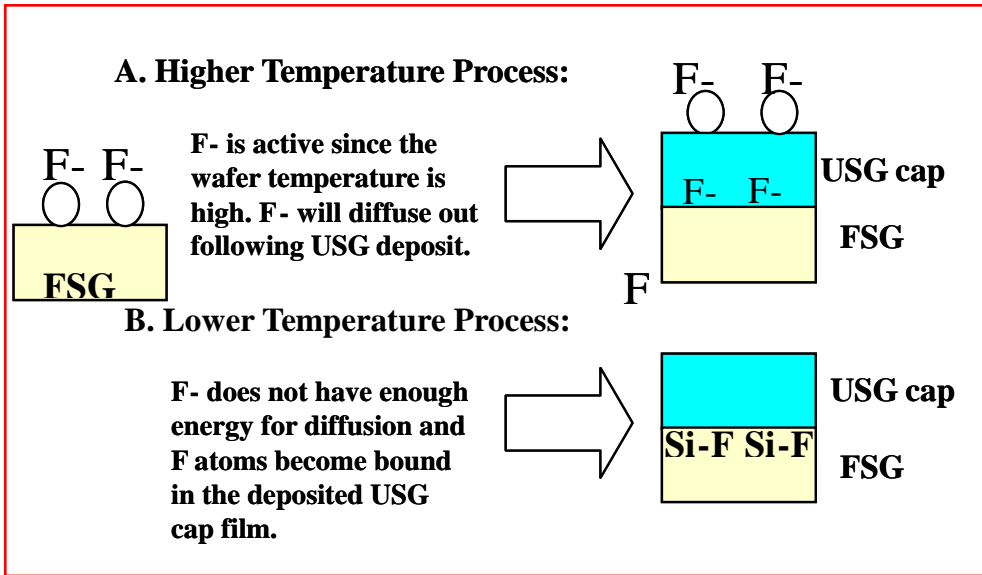 A. Higher Temperature Process:
F- F-
FSG
F- is active since the
wafer temperature is
high. F- will diffuse out
following USG deposit.
F- F-
USG cap
F- F-
FSG
F
B. Lower Temperature Process:
F- does not have enough
energy for diffusion and
F atoms become bound
in the deposited USG
cap film.
USG cap
Si-F Si-F
FSG